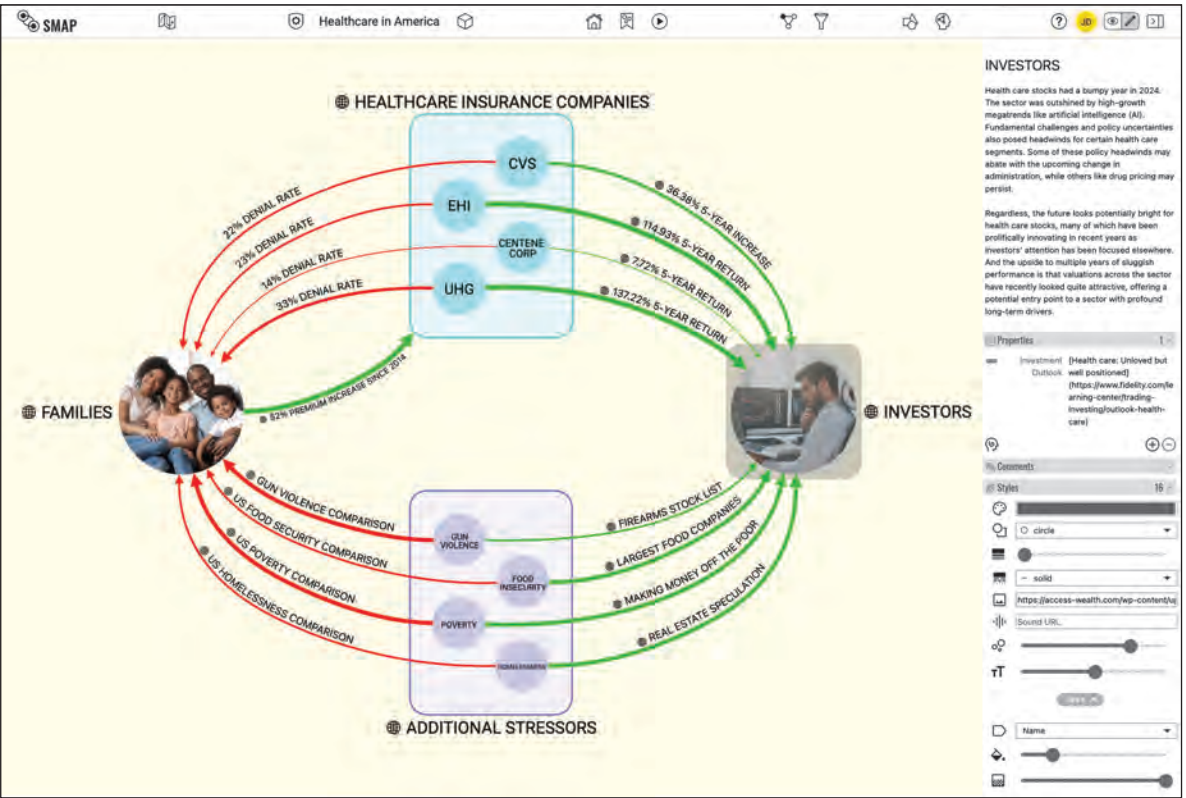 SMAP
Healthcare in America
JD
HEALTHCARE INSURANCE COMPANIES
CVS
EHI
CENTENE
CORP
UHG
22% DENIAL RATE
23% DENIAL RATE
14% DENIAL RATE
33% DENIAL RATE
36.38% 5-YEAR INCREASE
114.93% 5-YEAR RETURN
7.72% 5-YEAR RETURN
137.22% 5-YEAR RETURN
52% PREMIUM INCREASE SINCE 2014
FAMILIES
INVESTORS
GUN VIOLENCE COMPARISON
US FOOD SECURITY COMPARISON
US POVERTY COMPARISON
US HOMELESSNESS COMPARISON
GUN
VIOLENCE
FOOD
INSECURITY
POVERTY
FIREARMS STOCK LIST
LARGEST FOOD COMPANIES
MAKING MONEY OFF THE POOR
REAL ESTATE SPECULATION
ADDITIONAL STRESSORS
INVESTORS
Health care stocks had a bumpy year in 2024.
The sector was outshined by high-growth
megatrends like artificial intelligence (AI).
Fundamental challenges and policy uncertainties
also posed headwinds for certain health care
segments. Some of these policy headwinds may
abate with the upcoming change in
administration, while others like drug pricing may
persist.
Regardless, the future looks potentially bright for
health care stocks, many of which have been
prolifically innovating in recent years as
investors' attention has been focused elsewhere.
And the upside to multiple years of sluggish
performance is that valuations across the sector
have recently looked quite attractive, offering a
potential entry point to a sector with profound
long-term drivers.
Properties 1
Investment [Health care: Unloved but
Outlook well positioned]
(https://www.fidelity.com/le
arning-center/trading-
investing/outlook-health-
care)
Comments
Styles 16
circle
solid
https://access-wealth.com/wp-content/up
Sound URL
TT
Name